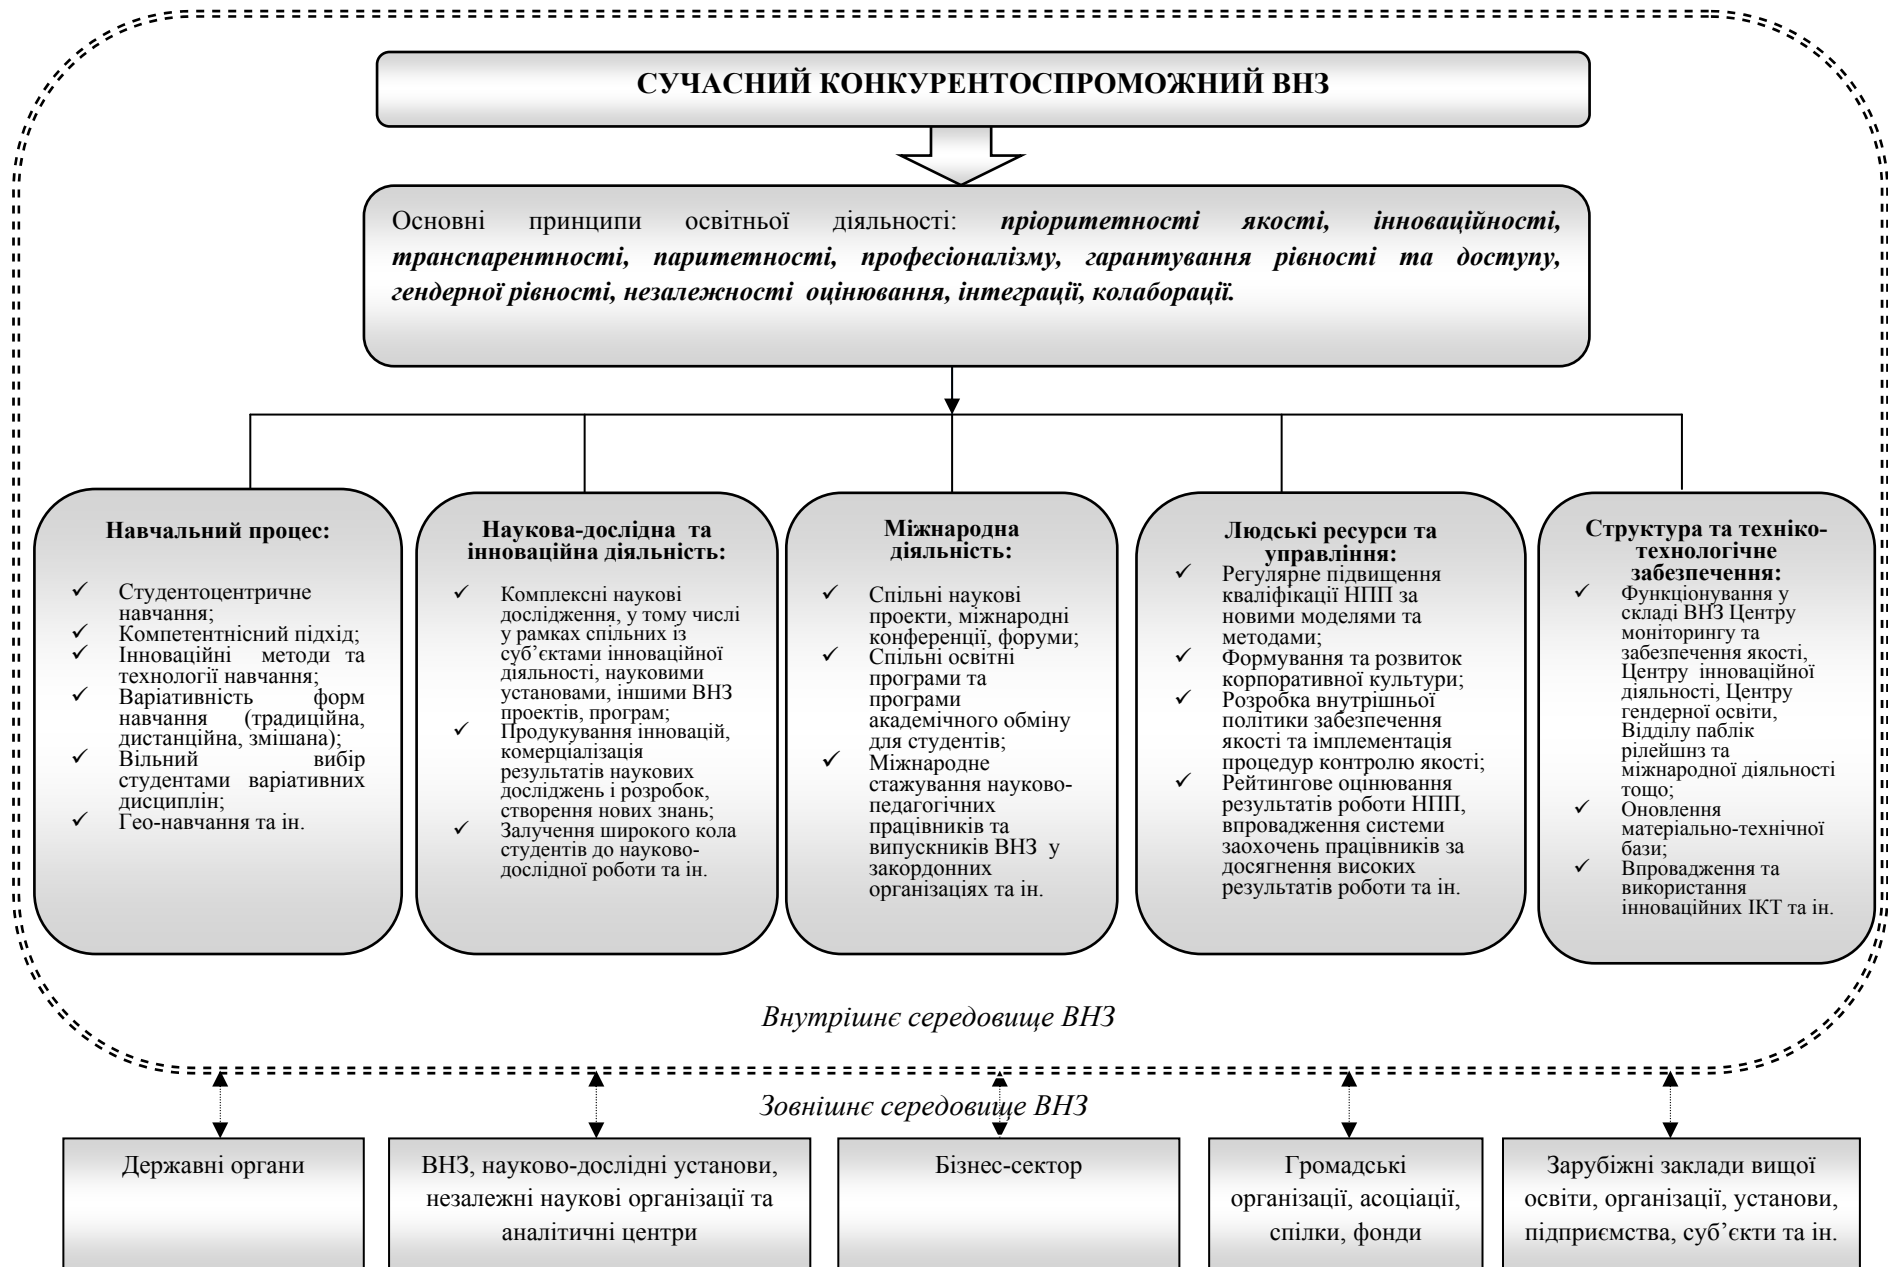 СУЧАСНИЙ КОНКУРЕНТОСПРОМОЖНИЙ ВНЗ
Основні принципи освітньої діяльності: пріоритетності якості, інноваційності,
транспарентності, паритетності, професіоналізму, гарантування рівності та доступу,
гендерної рівності, незалежності оцінювання, інтеграції, колаборації.
Навчальний процес:
✓ Студентоцентричне
навчання;
✓ Компетентнісний підхід;
✓ Інноваційні методи та
технології навчання;
✓ Варіативність форм
навчання (традиційна,
дистанційна, змішана);
✓ Вільний вибір
студентами варіативних
дисциплін;
✓ Гео-навчання та ін.
Наукова-дослідна та
інноваційна діяльність:
✓ Комплексні наукові
дослідження, у тому числі
у рамках спільних із
суб’єктами інноваційної
діяльності, науковими
установами, іншими ВНЗ
проектів, програм;
✓ Продукування інновацій,
комерціалізація
результатів наукових
досліджень і розробок,
створення нових знань;
✓ Залучення широкого кола
студентів до науково-
дослідної роботи та ін.
Міжнародна
діяльність:
✓ Спільні наукові
проекти, міжнародні
конференції, форуми;
✓ Спільні освітні
програми та
програми
академічного обміну
для студентів;
✓ Міжнародне
стажування науково-
педагогічних
працівників та
випускників ВНЗ у
закордонних
організаціях та ін.
Людські ресурси та
управління:
✓ Регулярне підвищення
кваліфікації НПП за
новими моделями та
методами;
✓ Формування та розвиток
корпоративної культури;
✓ Розробка внутрішньої
політики забезпечення
якості та імплементація
процедур контролю якості;
✓ Рейтингове оцінювання
результатів роботи НПП,
впровадження системи
заохочень працівників за
досягнення високих
результатів роботи та ін.
Структура та техніко-
технологічне
забезпечення:
✓ Функціонування у
складі ВНЗ Центру
моніторингу та
забезпечення якості,
Центру інноваційної
діяльності, Центру
гендерної освіти,
Відділу паблік
рілейшнз та
міжнародної діяльності
тощо;
✓ Оновлення
матеріально-технічної
бази;
✓ Впровадження та
використання
інноваційних ІКТ та ін.
Внутрішнє середовище ВНЗ
Зовнішнє середовище ВНЗ
Державні органи
ВНЗ, науково-дослідні установи,
незалежні наукові організації та
аналітичні центри
Бізнес-сектор
Громадські
організації, асоціації,
спілки, фонди
Зарубіжні заклади вищої
освіти, організації, установи,
підприємства, суб’єкти та ін.